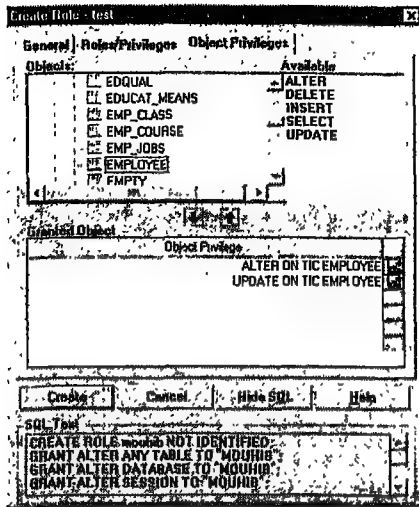 Create Role - test
General Roles/Privileges Object Privileges
Objects: Available
EDQUAL ALTER
EDUCAT_MEANS DELETE
EMP_CLASS INSERT
EMP_COURSE SELECT
EMP_JOBS UPDATE
EMPLOYEE
EMPTY
Granted Object
Object Privilege
ALTER ON TIC EMPLOYEE
UPDATE ON TIC EMPLOYEE
Create Cancel Hide SQL Help
SQL Text
CREATE ROLE mouhib NOT IDENTIFIED;
GRANT ALTER ANY TABLE TO "MOUHIB";
GRANT ALTER DATABASE TO "MOUHIB";
GRANT ALTER SESSION TO "MOUHIB";